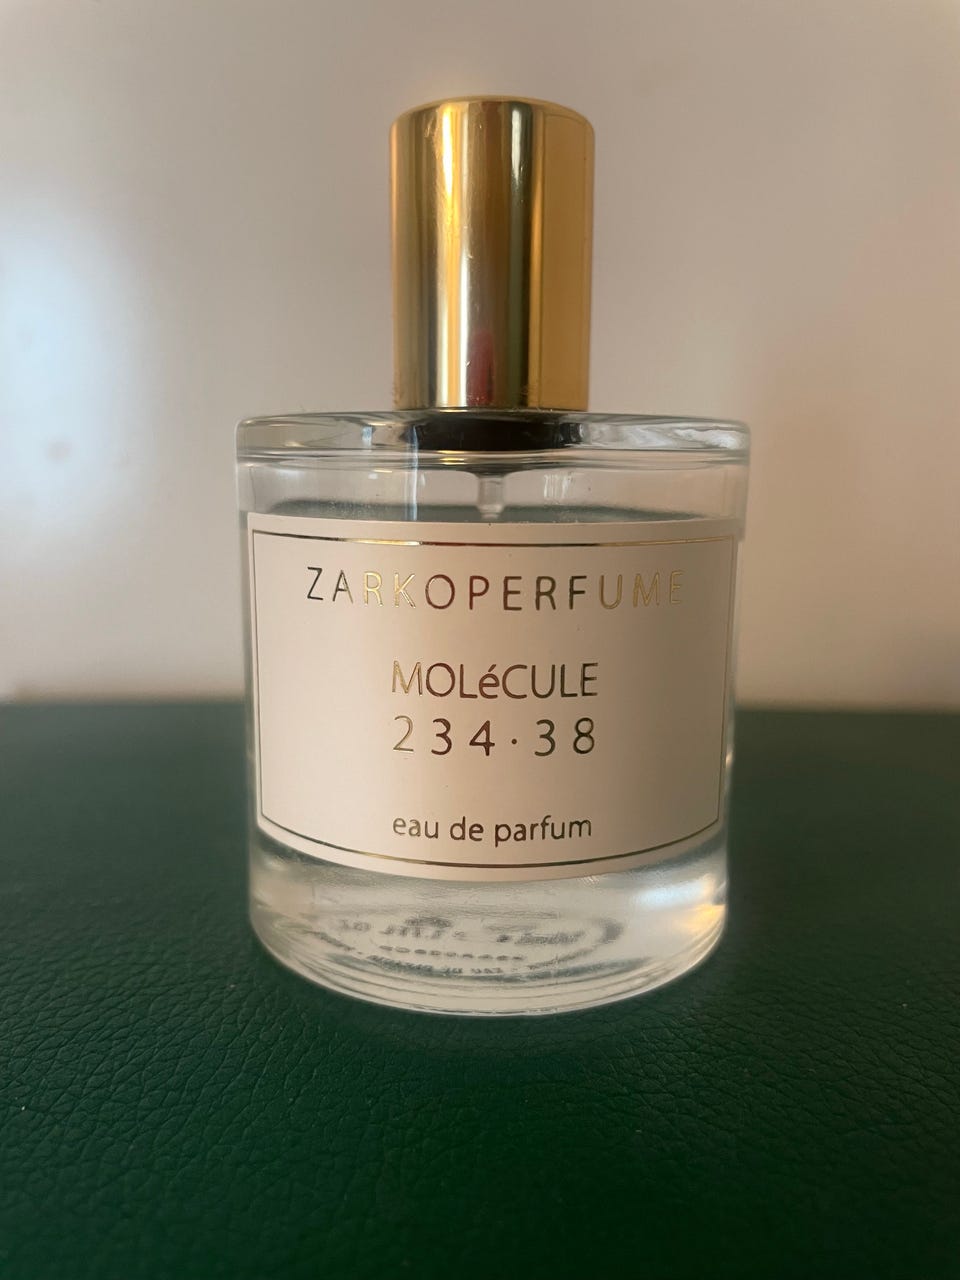 ZARKOPERFUME
MOLéCULE
234·38
eau de parfum